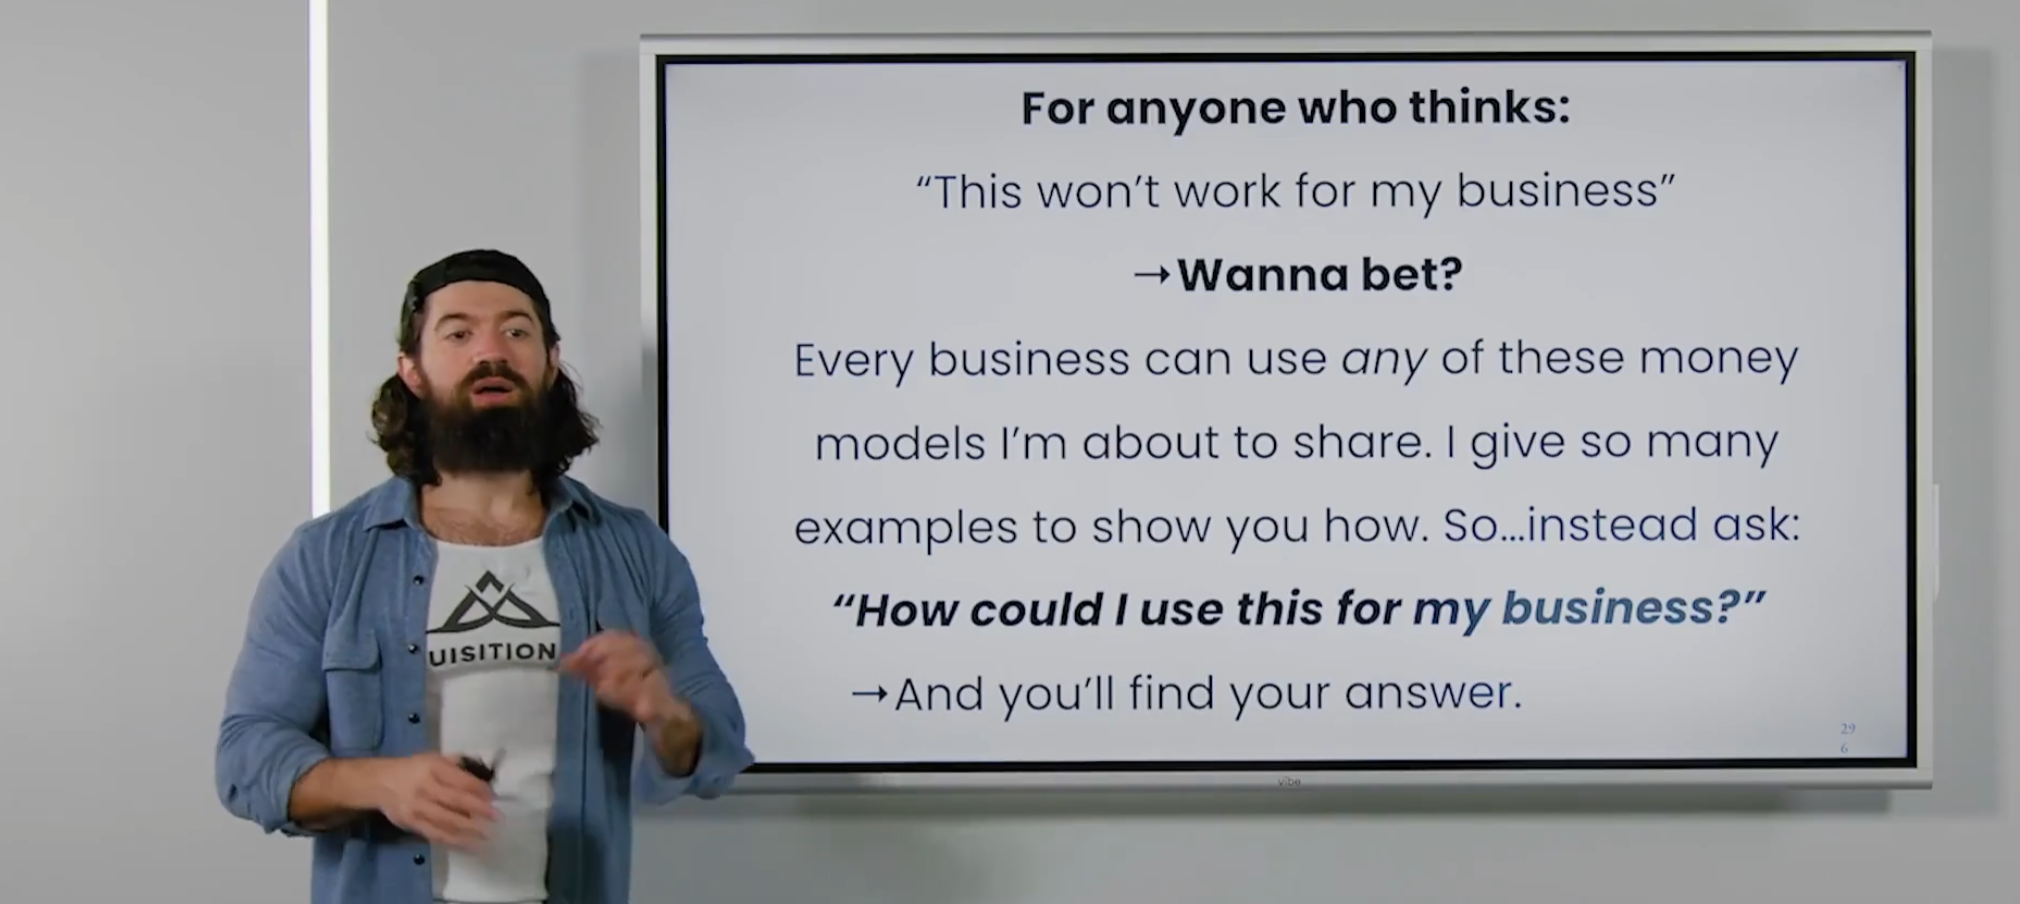 For anyone who thinks:
“This won’t work for my business”
→Wanna bet?
Every business can use any of these money
models I’m about to share. I give so many
examples to show you how. So...instead ask:
“How could I use this for my business?”
→And you’ll find your answer.
29
6
vibe
UISITION